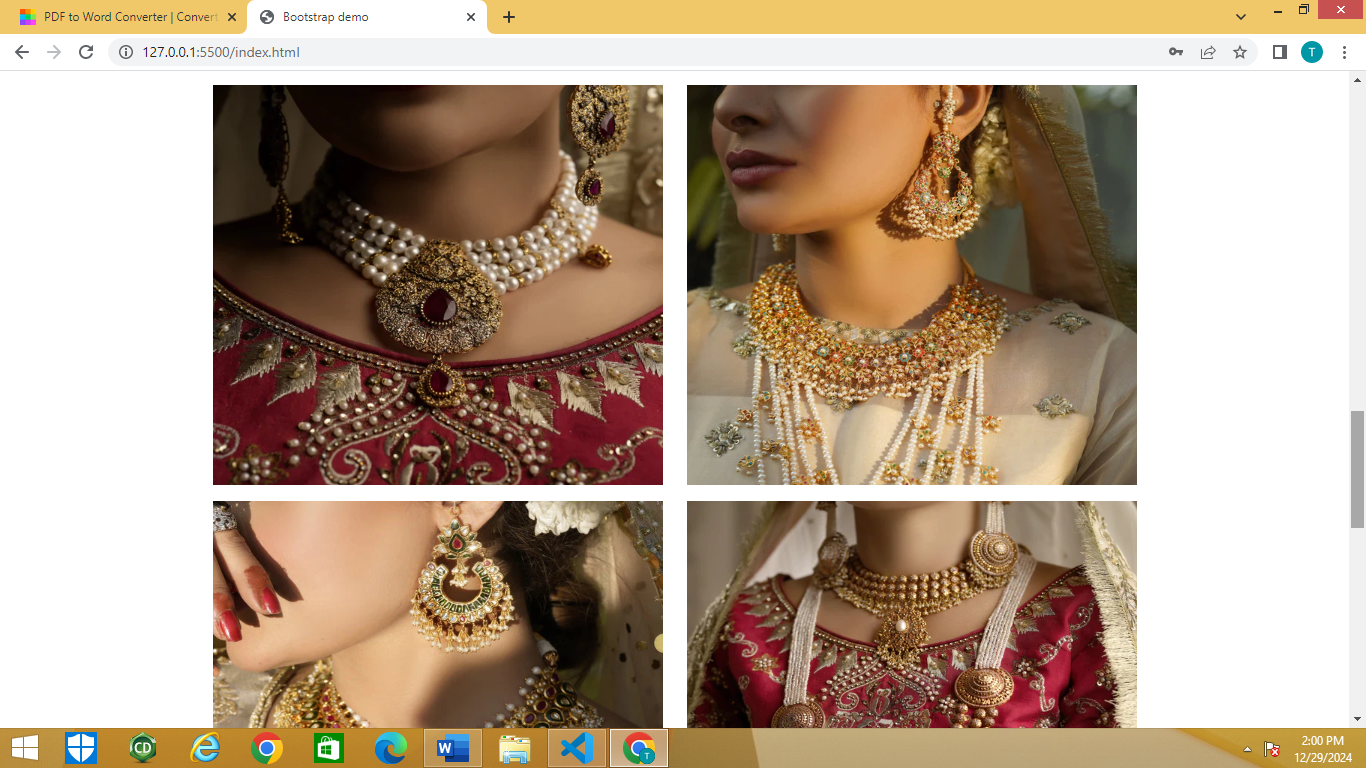 PDF to Word Converter | Convert
Bootstrap demo
127.0.0.1:5500/index.html
T
CD
W
T
2:00 PM
12/29/2024